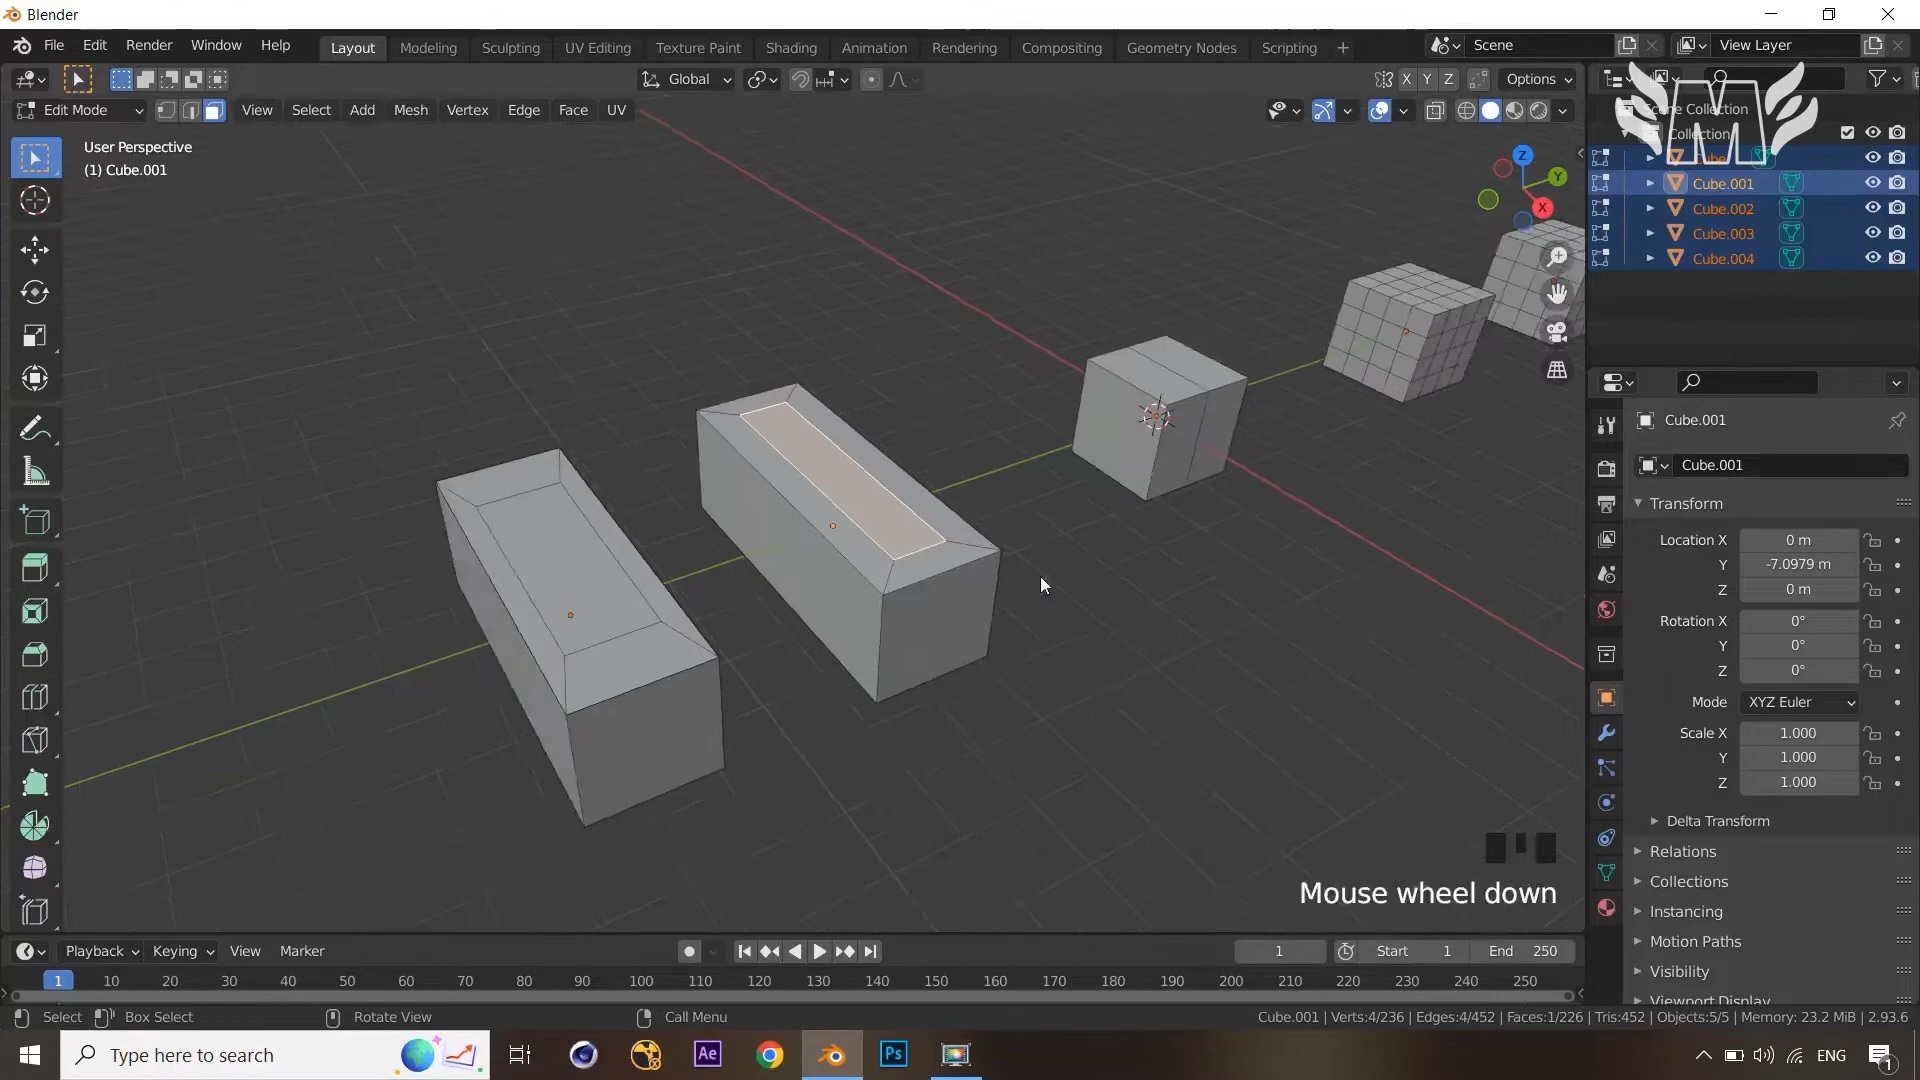 Blender
File Edit Render Window Help
Layout Modeling Sculpting UV Editing Texture Paint Shading Animation Rendering Compositing Geometry Nodes Scripting +
Scene
View Layer
Global
X Y Z
Options
Edit Mode
View Select Add Mesh Vertex Edge Face UV
User Perspective
(1) Cube.001
Z
Y
X
Scene Collection
Collection
Cube
Cube.001
Cube.002
Cube.003
Cube.004
Cube.001
Cube.001
Transform
Location X 0 m
Y -7.0979 m
Z 0 m
Rotation X 0°
Y 0°
Z 0°
Mode XYZ Euler
Scale X 1.000
Y 1.000
Z 1.000
Delta Transform
Relations
Collections
Instancing
Motion Paths
Visibility
Viewport Display
Mouse wheel down
Playback Keying View Marker
1
Start 1
End 250
1 10 20 30 40 50 60 70 80 90 100 110 120 130 140 150 160 170 180 190 200 210 220 230 240 250
Select Box Select Rotate View Call Menu
Cube.001 | Verts:4/236 | Edges:4/452 | Faces:1/226 | Tris:452 | Objects:5/5 | Memory: 23.2 MiB | 2.93.6
Type here to search
Ae
Ps
ENG
1